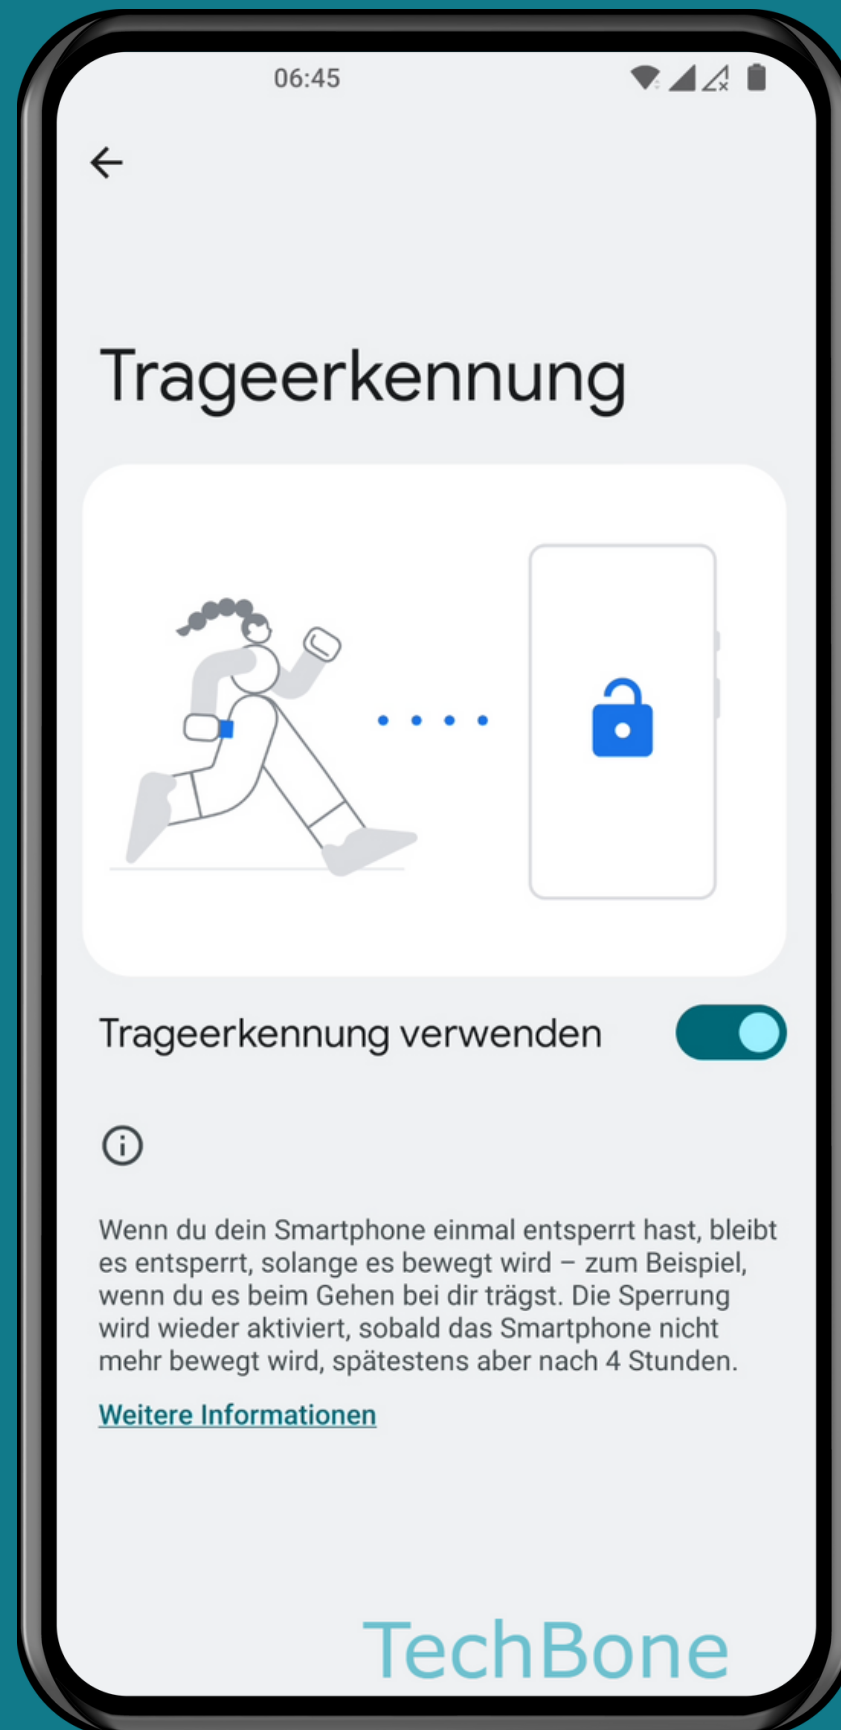 06:45
Trageerkennung
Trageerkennung verwenden
Wenn du dein Smartphone einmal entsperrt hast, bleibt
es entsperrt, solange es bewegt wird – zum Beispiel,
wenn du es beim Gehen bei dir trägst. Die Sperrung
wird wieder aktiviert, sobald das Smartphone nicht
mehr bewegt wird, spätestens aber nach 4 Stunden.
Weitere Informationen
TechBone